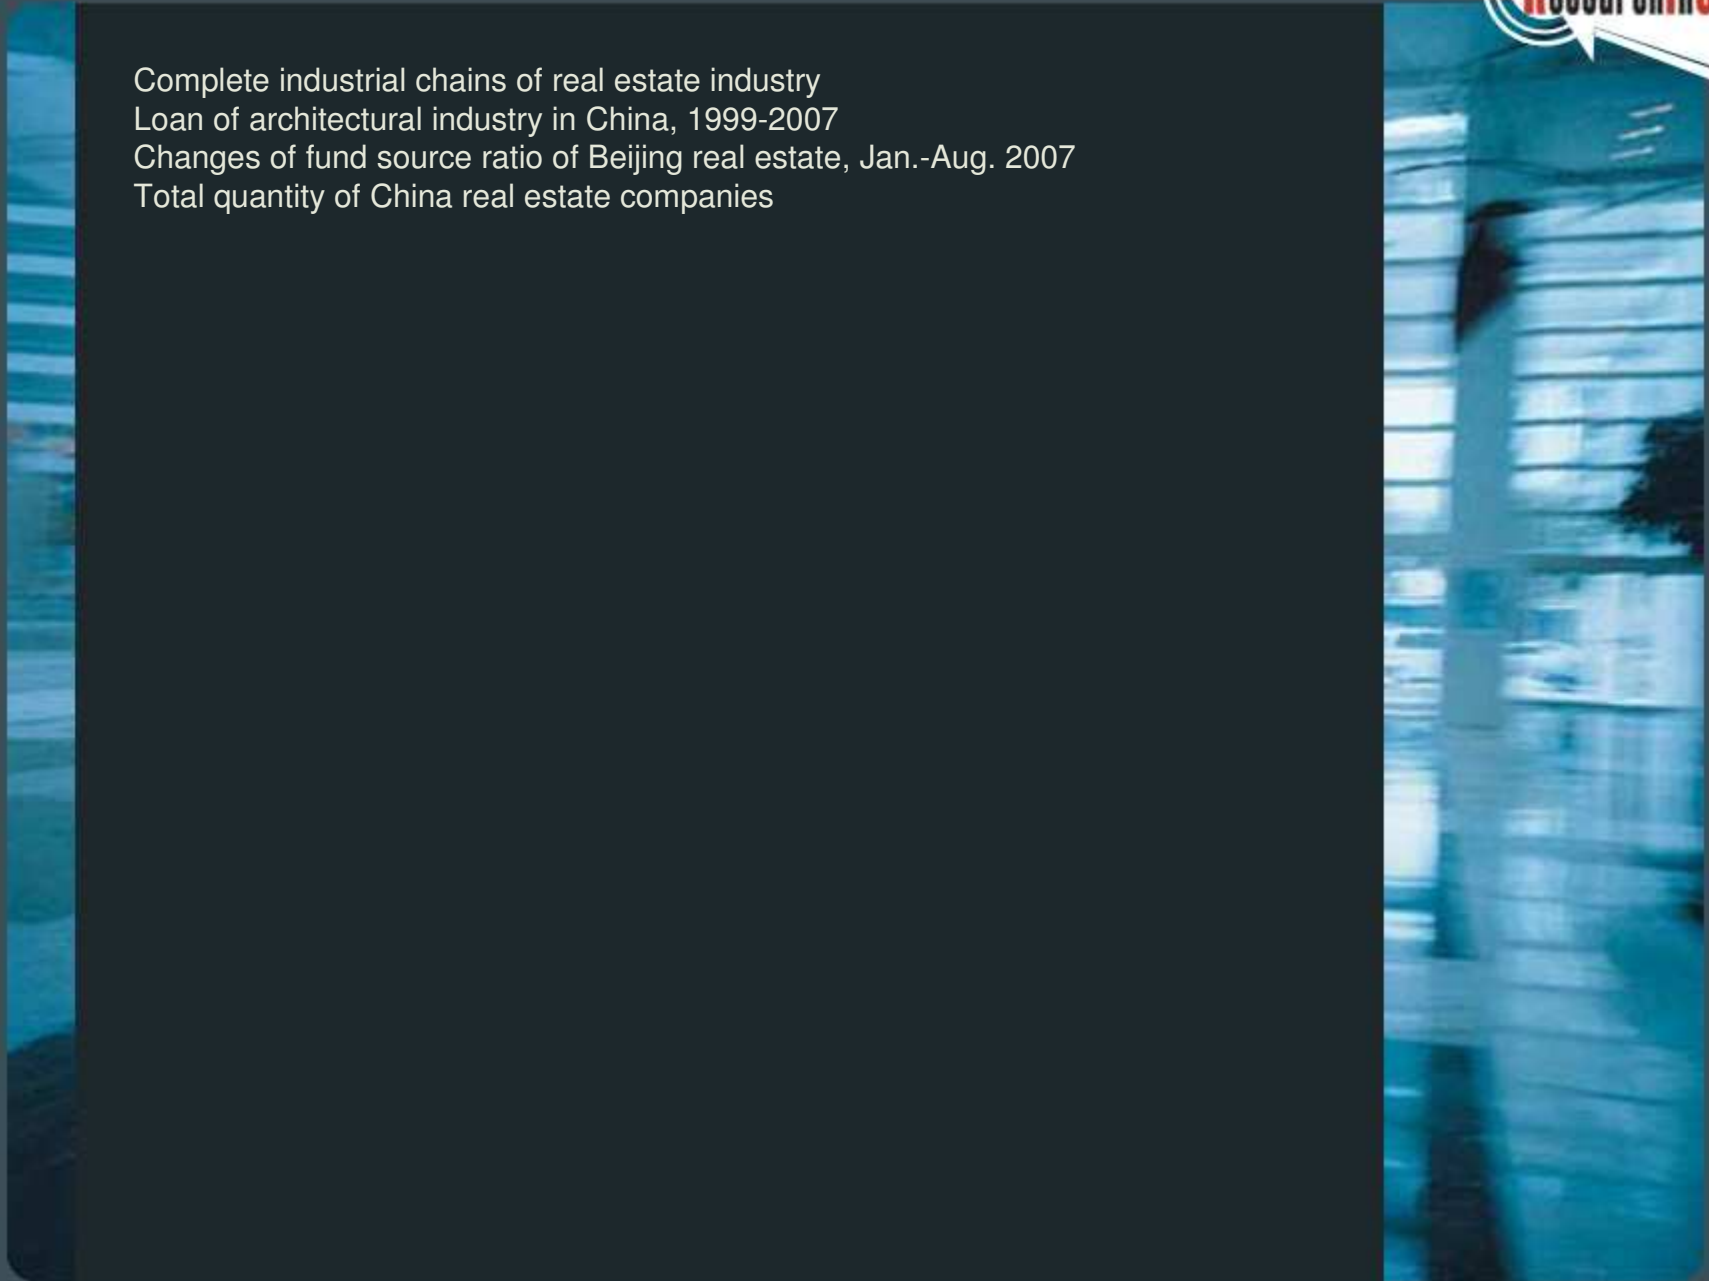 Complete industrial chains of real estate industry
Loan of architectural industry in China, 1999-2007
Changes of fund source ratio of Beijing real estate, Jan.-Aug. 2007
Total quantity of China real estate companies